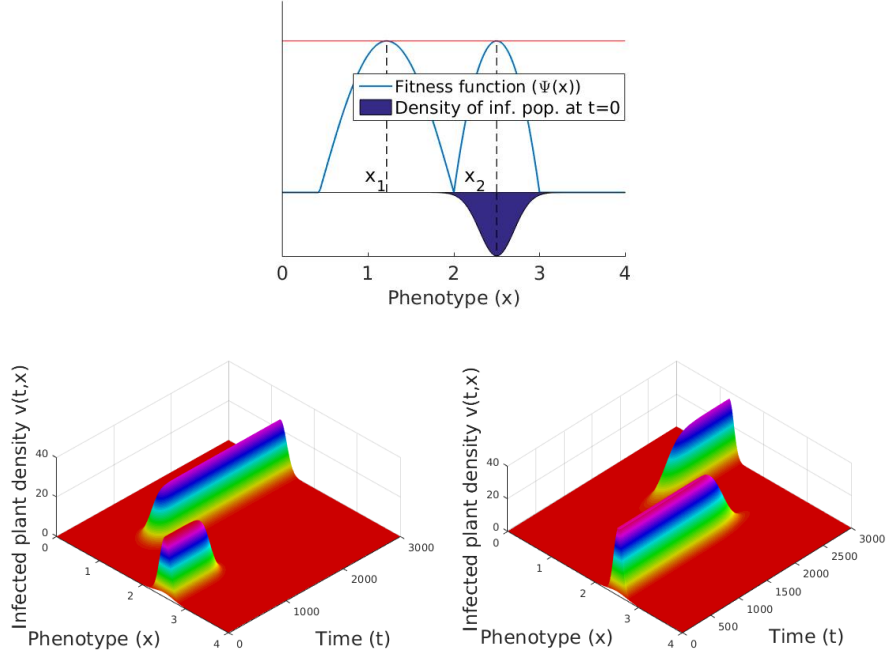 Fitness function (Ψ(x))
Density of inf. pop. at t=0
x1 x2
0 1 2 3 4
Phenotype (x)
Infected plant density v(t,x)
40
20
0
0
1
2
3
4
0
1000
2000
3000
Phenotype (x)
Time (t)
Infected plant density v(t,x)
40
20
0
0
1
2
3
4
0
500
1000
1500
2000
2500
3000
Phenotype (x)
Time (t)